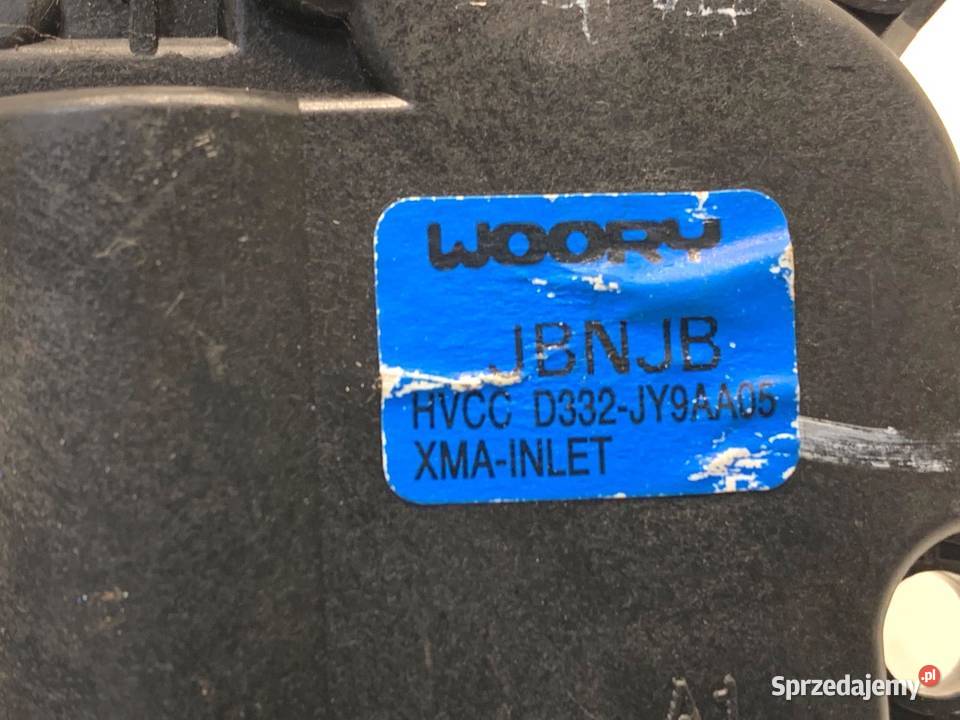 WOORY
JBNJB
HVCC D332-JY9AA05
XMA-INLET
Sprzedajemy.pl